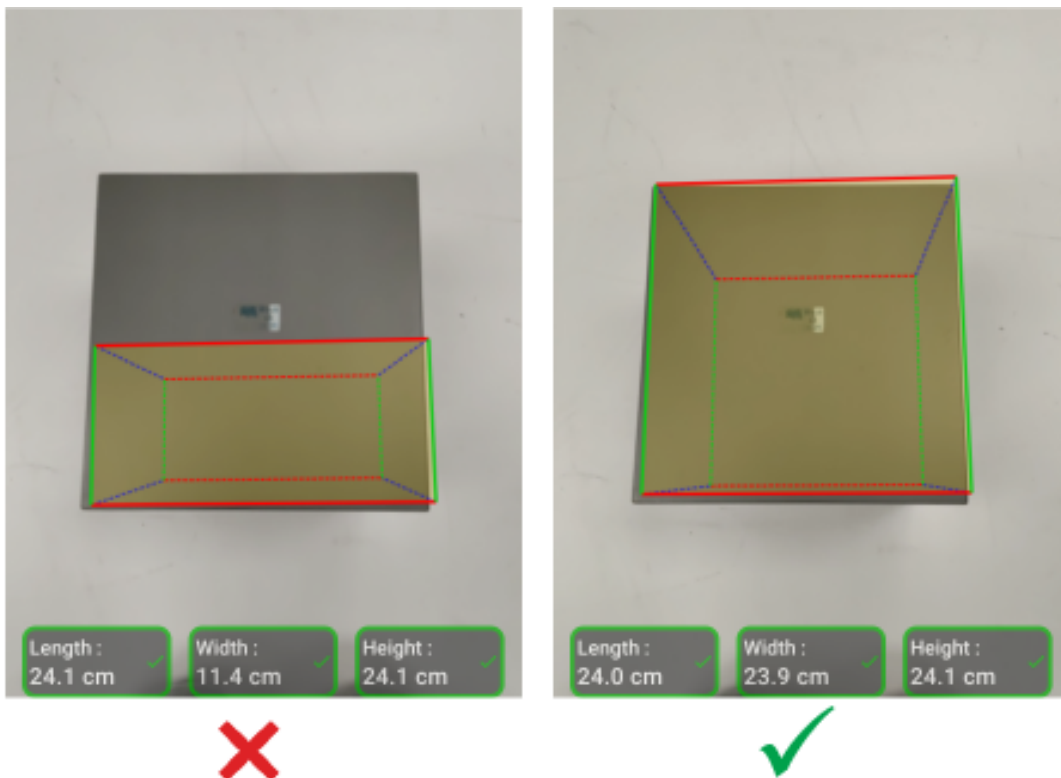 Length :
24.1 cm
Width :
11.4 cm
Height :
24.1 cm
Length :
24.0 cm
Width :
23.9 cm
Height :
24.1 cm